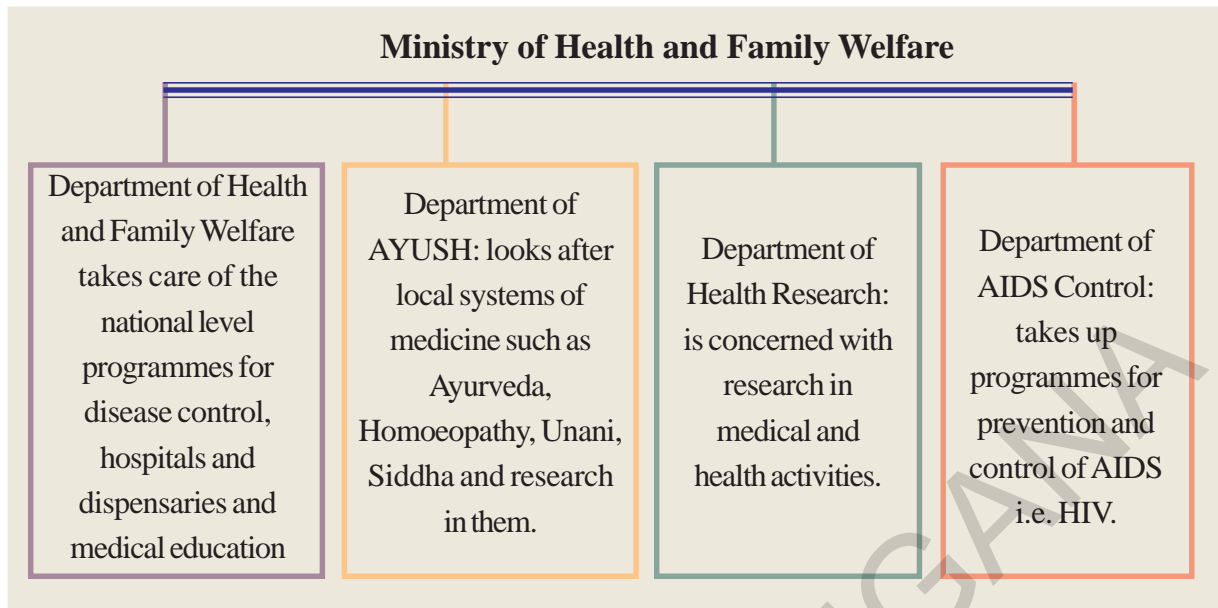 Ministry of Health and Family Welfare
Department of Health
and Family Welfare
takes care of the
national level
programmes for
disease control,
hospitals and
dispensaries and
medical education
Department of
AYUSH: looks after
local systems of
medicine such as
Ayurveda,
Homoeopathy, Unani,
Siddha and research
in them.
Department of
Health Research:
is concerned with
research in
medical and
health activities.
Department of
AIDS Control:
takes up
programmes for
prevention and
control of AIDS
i.e. HIV.
GANA